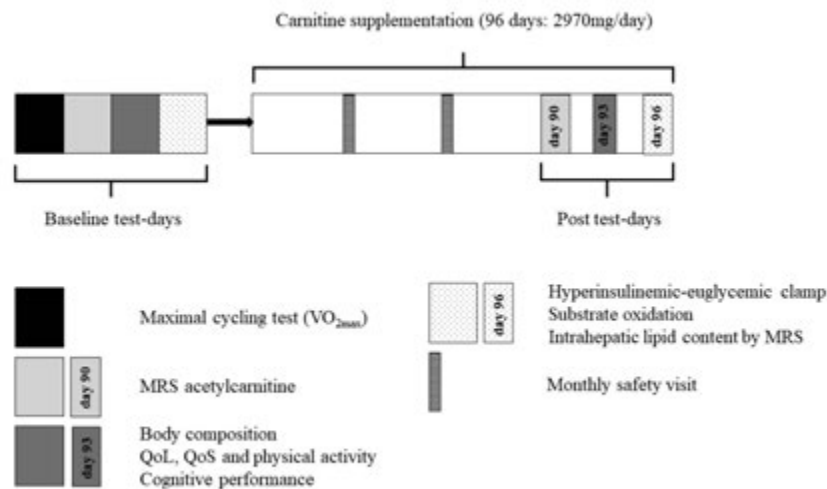 Carnitine supplementation (96 days: 2970mg/day)
day 90
day 93
day 96
Baseline test-days
Post test-days
Maximal cycling test (VO2max)
day 90
MRS acetylcarnitine
day 93
Body composition
QoL, QoS and physical activity
Cognitive performance
day 96
Hyperinsulinemic-euglycemic clamp
Substrate oxidation
Intrahepatic lipid content by MRS
Monthly safety visit